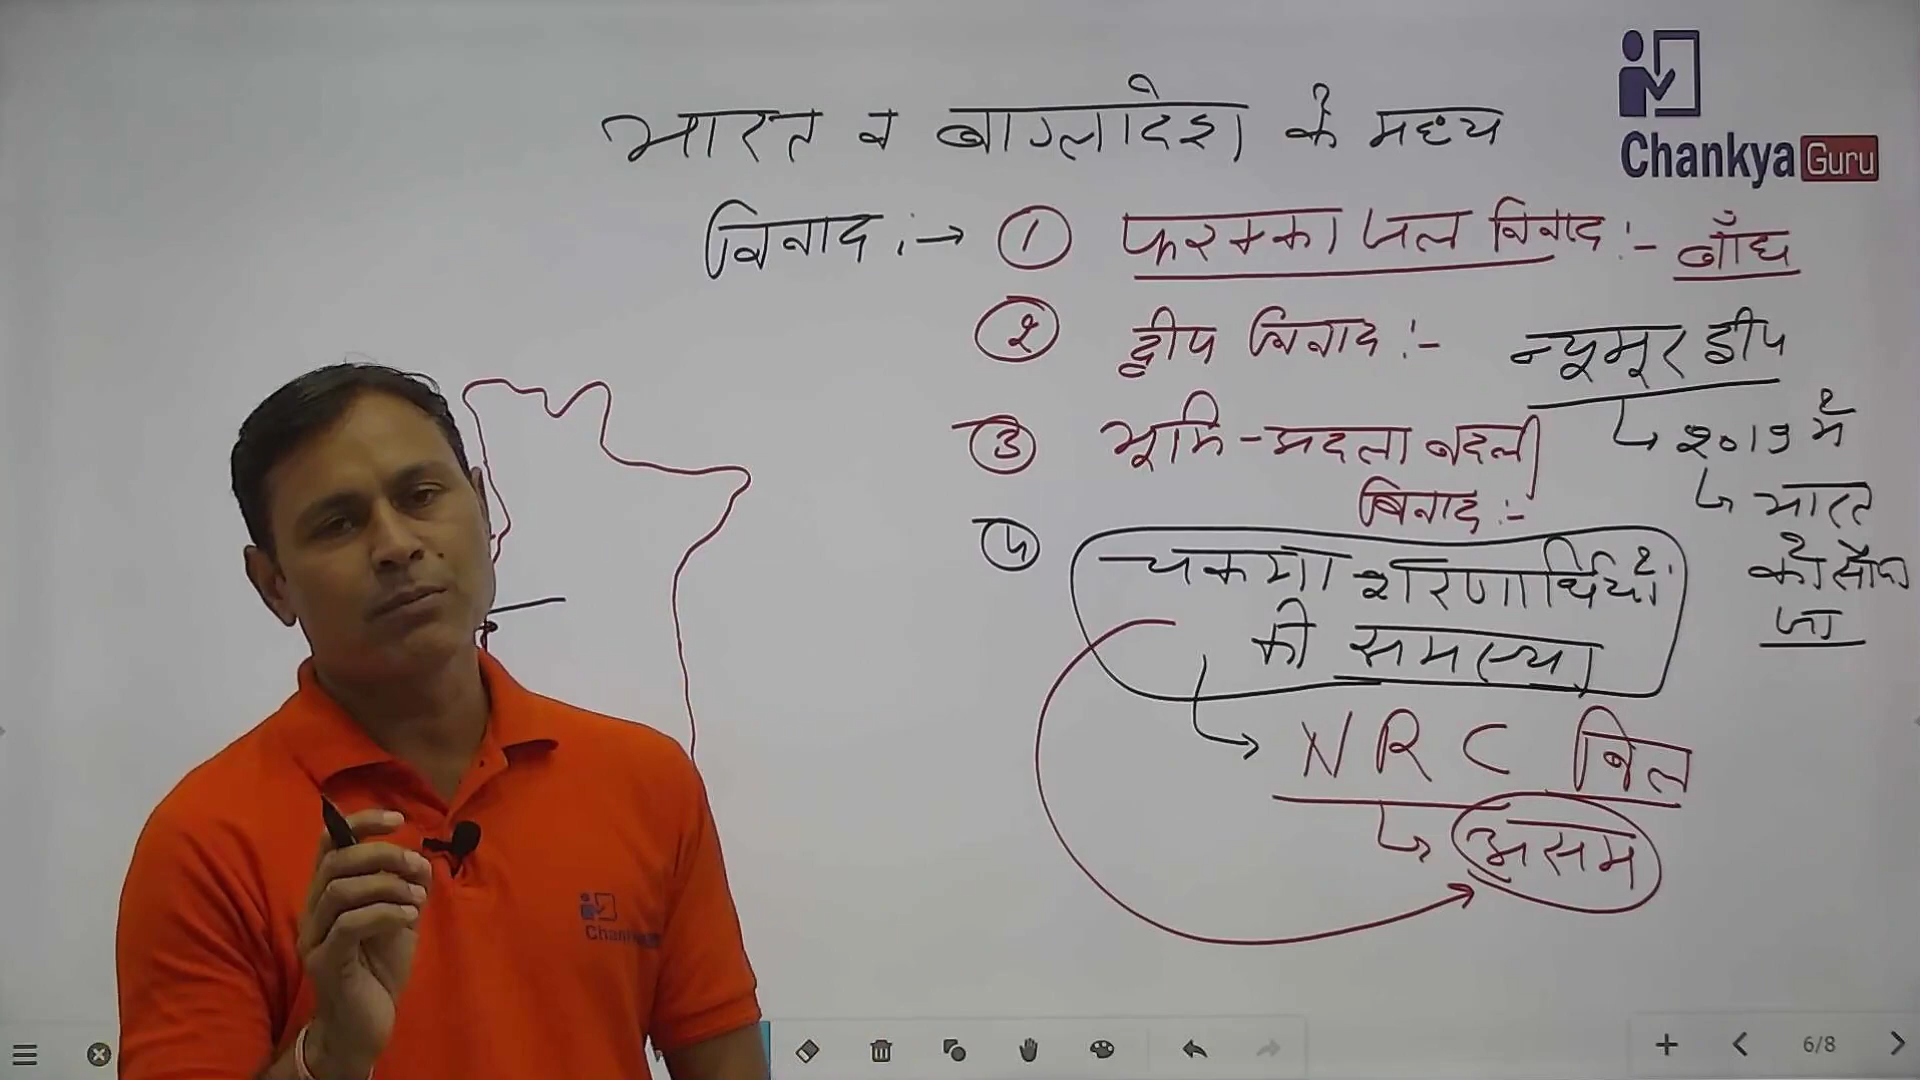 भारत व बाग्लादेश के मध्य
Chankya Guru
विवाद :→ ① फरक्का जल विवाद :- बाँध
② द्वीप विवाद :- न्यूमूर द्वीप
↳ 2019 में
③ भूमि-अदला बदली
विवाद :-
↳ भारत
को सौंपा
④ चकमा शरणार्थियों
की समस्या
↳ NRC बिल
↳ असम
6/8